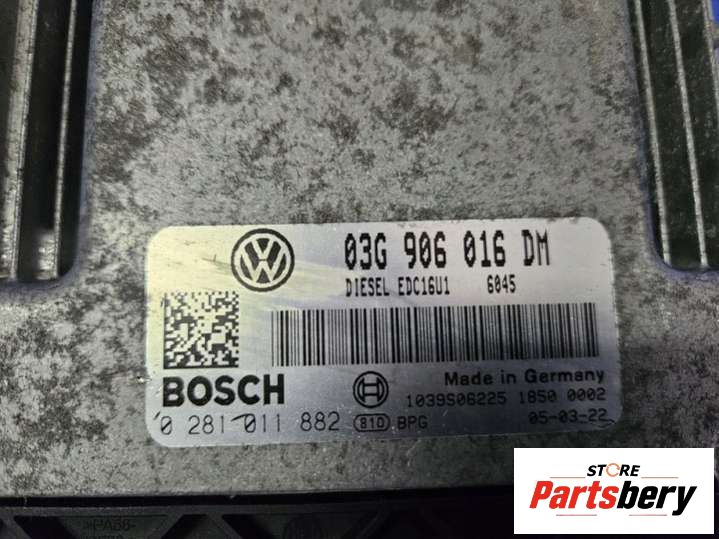 03G 906 016 DM
DIESEL EDC16U1 6045
Made in Germany
BOSCH
1039S06225 1850 0002
0 281 011 882 810 BPG 05-03-22
STORE
Partsbery